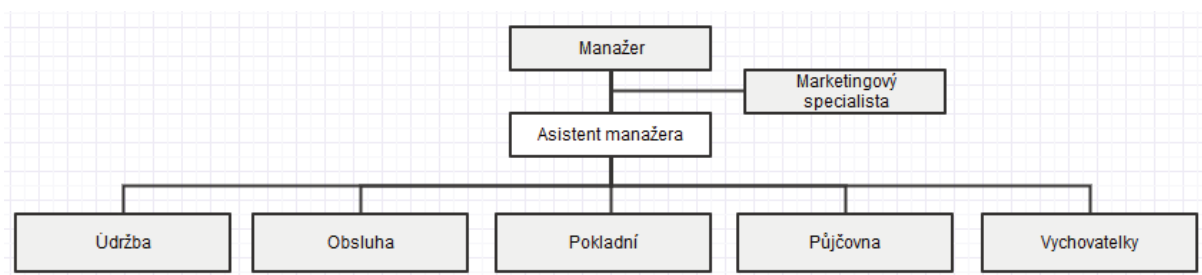 Manažer
Marketingový
specialista
Asistent manažera
Údržba
Obsluha
Pokladní
Půjčovna
Vychovatelky